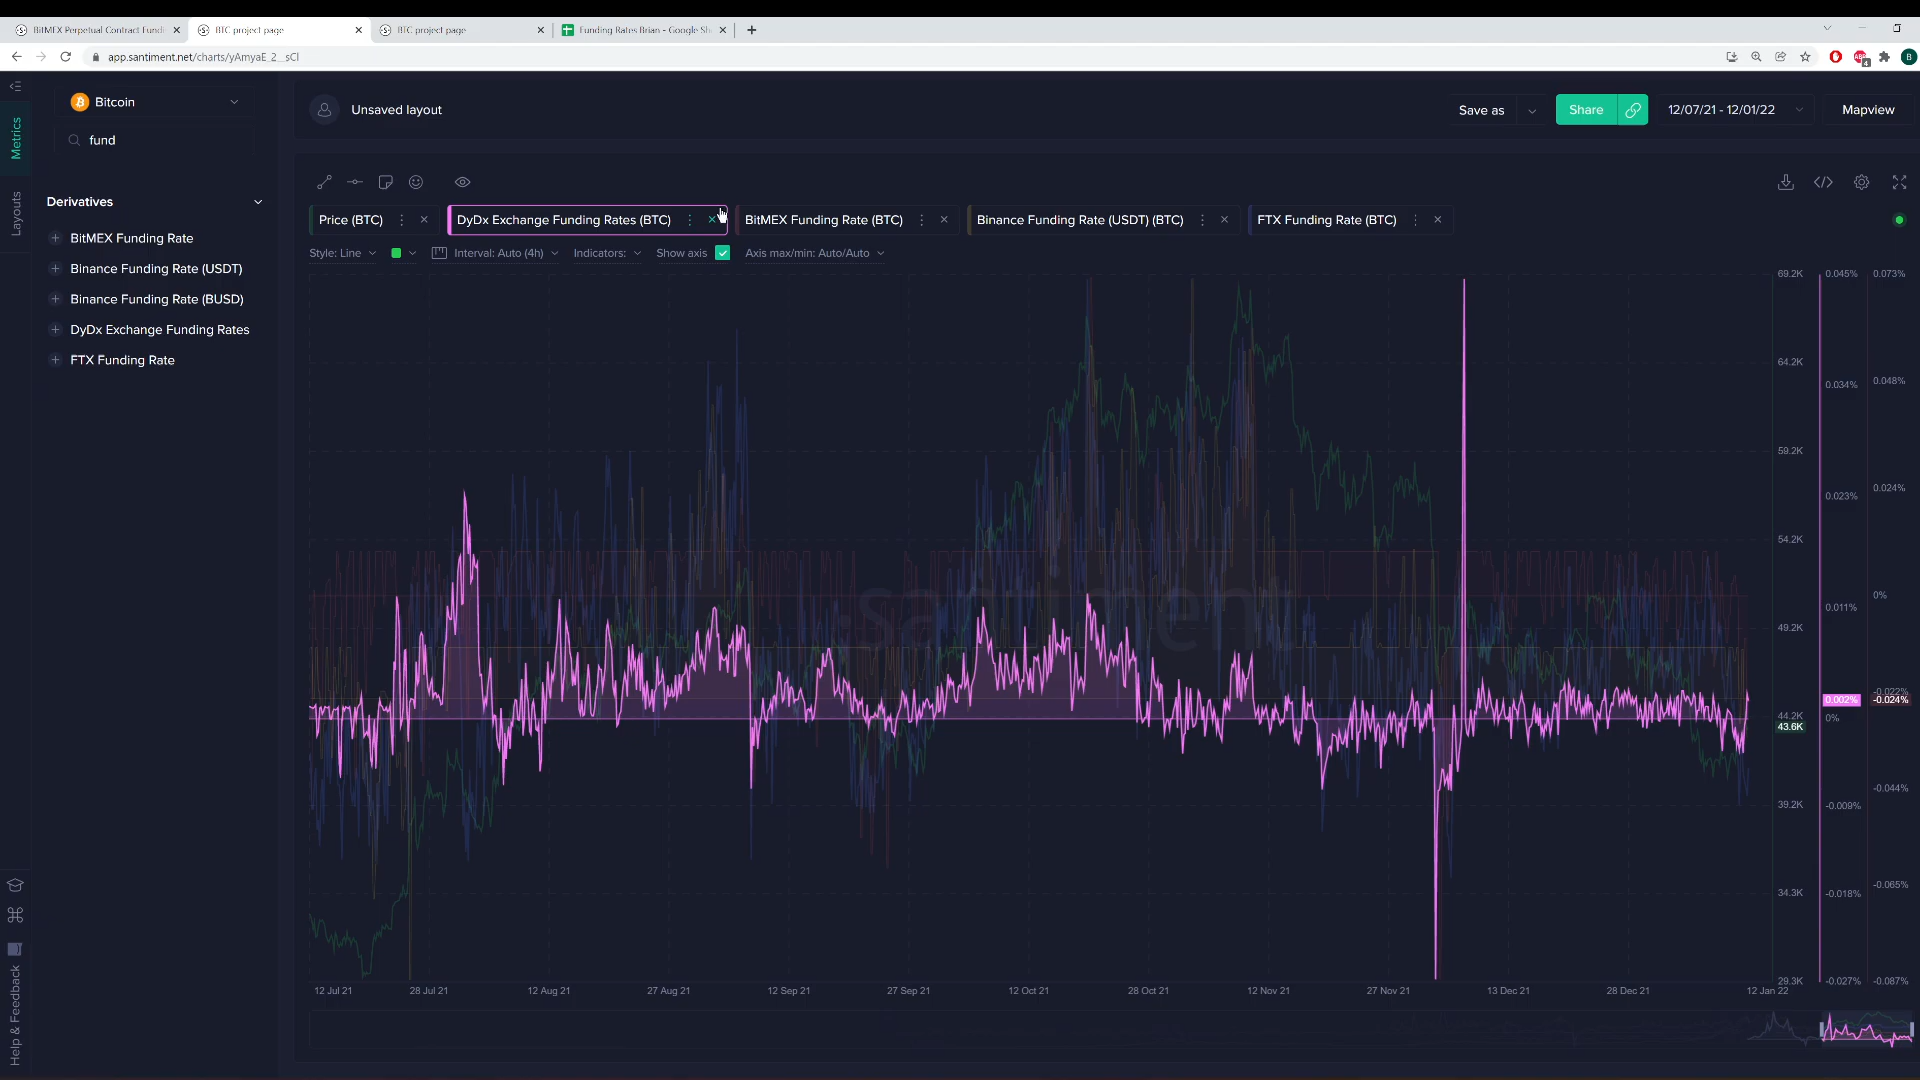 BitMEX Perpetual Contract Fundi
BTC project page
BTC project page
Funding Rates Brian - Google She
app.santiment.net/charts/yAmyaE_2__sCl
4
B
Bitcoin
Unsaved layout
Save as
Share
12/07/21 - 12/01/22
Mapview
Metrics
fund
Layouts
Derivatives
BitMEX Funding Rate
Binance Funding Rate (USDT)
Binance Funding Rate (BUSD)
DyDx Exchange Funding Rates
FTX Funding Rate
Price (BTC)
DyDx Exchange Funding Rates (BTC)
BitMEX Funding Rate (BTC)
Binance Funding Rate (USDT) (BTC)
FTX Funding Rate (BTC)
Style: Line
Interval: Auto (4h)
Indicators:
Show axis
Axis max/min: Auto/Auto
69.2K
0.045%
0.073%
64.2K
0.034%
0.048%
59.2K
0.023%
0.024%
54.2K
0.011%
0%
49.2K
santiment
0.002%
-0.022%
-0.024%
44.2K
0%
43.6K
39.2K
-0.009%
-0.044%
34.3K
-0.018%
-0.065%
29.3K
-0.027%
-0.087%
12 Jul 21
28 Jul 21
12 Aug 21
27 Aug 21
12 Sep 21
27 Sep 21
12 Oct 21
28 Oct 21
12 Nov 21
27 Nov 21
13 Dec 21
28 Dec 21
12 Jan 22
Help & Feedback